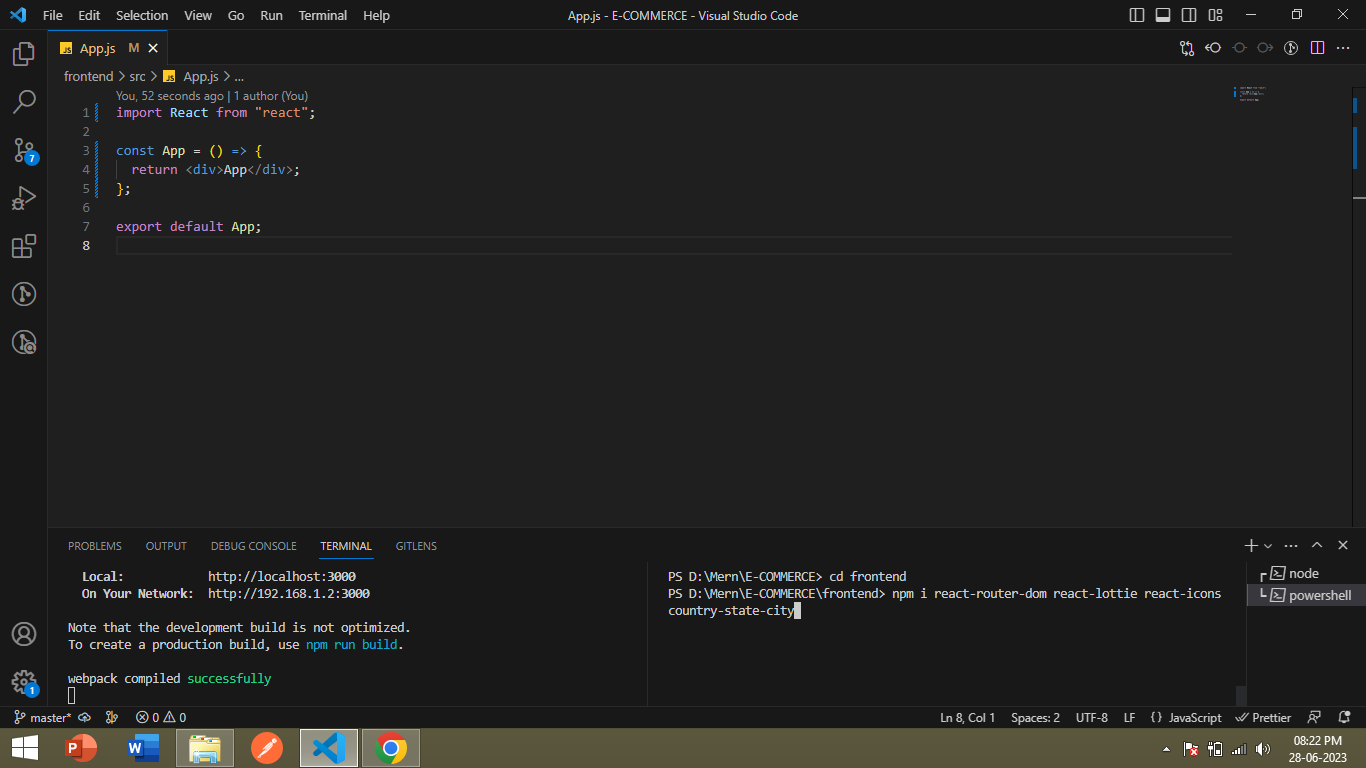 File Edit Selection View Go Run Terminal Help App.js - E-COMMERCE - Visual Studio Code
JS App.js M
frontend > src > JS App.js > ...
You, 52 seconds ago | 1 author (You)
1 import React from "react";
2
3 const App = () => {
4 return <div>App</div>;
5 };
6
7 export default App;
8
7
1
PROBLEMS OUTPUT DEBUG CONSOLE TERMINAL GITLENS
Local: http://localhost:3000
On Your Network: http://192.168.1.2:3000
Note that the development build is not optimized.
To create a production build, use npm run build.
webpack compiled successfully
PS D:\Mern\E-COMMERCE> cd frontend
PS D:\Mern\E-COMMERCE\frontend> npm i react-router-dom react-lottie react-icons
country-state-city
node
powershell
master* 0 0 Ln 8, Col 1 Spaces: 2 UTF-8 LF {} JavaScript Prettier
P W
08:22 PM
28-06-2023